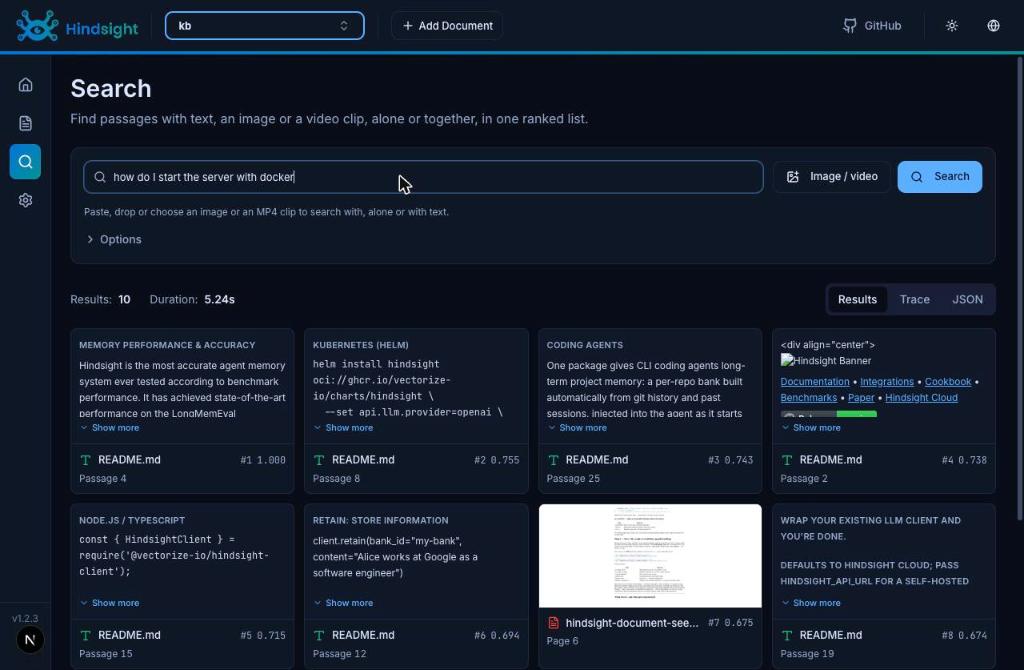 Hindsight
kb
+ Add Document
GitHub
Search
Find passages with text, an image or a video clip, alone or together, in one ranked list.
how do I start the server with docker
Image / video
Search
Paste, drop or choose an image or an MP4 clip to search with, alone or with text.
Options
Results: 10 Duration: 5.24s
Results Trace JSON
MEMORY PERFORMANCE & ACCURACY
Hindsight is the most accurate agent memory
system ever tested according to benchmark
performance. It has achieved state-of-the-art
performance on the LongMemEval
Show more
README.md #1 1.000
Passage 4
KUBERNETES (HELM)
helm install hindsight
oci://ghcr.io/vectorize-
io/charts/hindsight \
--set api.llm.provider=openai \
Show more
README.md #2 0.755
Passage 8
CODING AGENTS
One package gives CLI coding agents long-
term project memory: a per-repo bank built
automatically from git history and past
sessions, injected into the agent as it starts
Show more
README.md #3 0.743
Passage 25
<div align="center">
Hindsight Banner
Documentation • Integrations • Cookbook •
Benchmarks • Paper • Hindsight Cloud
Show more
README.md #4 0.738
Passage 2
NODE.JS / TYPESCRIPT
const { HindsightClient } =
require('@vectorize-io/hindsight-
client');
Show more
README.md #5 0.715
Passage 15
RETAIN: STORE INFORMATION
client.retain(bank_id="my-bank",
content="Alice works at Google as a
software engineer")
Show more
README.md #6 0.694
Passage 12
hindsight-document-see... #7 0.675
Page 6
WRAP YOUR EXISTING LLM CLIENT AND
YOU'RE DONE.
DEFAULTS TO HINDSIGHT CLOUD; PASS
HINDSIGHT_API_URL FOR A SELF-HOSTED
Show more
README.md #8 0.674
Passage 19
v1.2.3
N